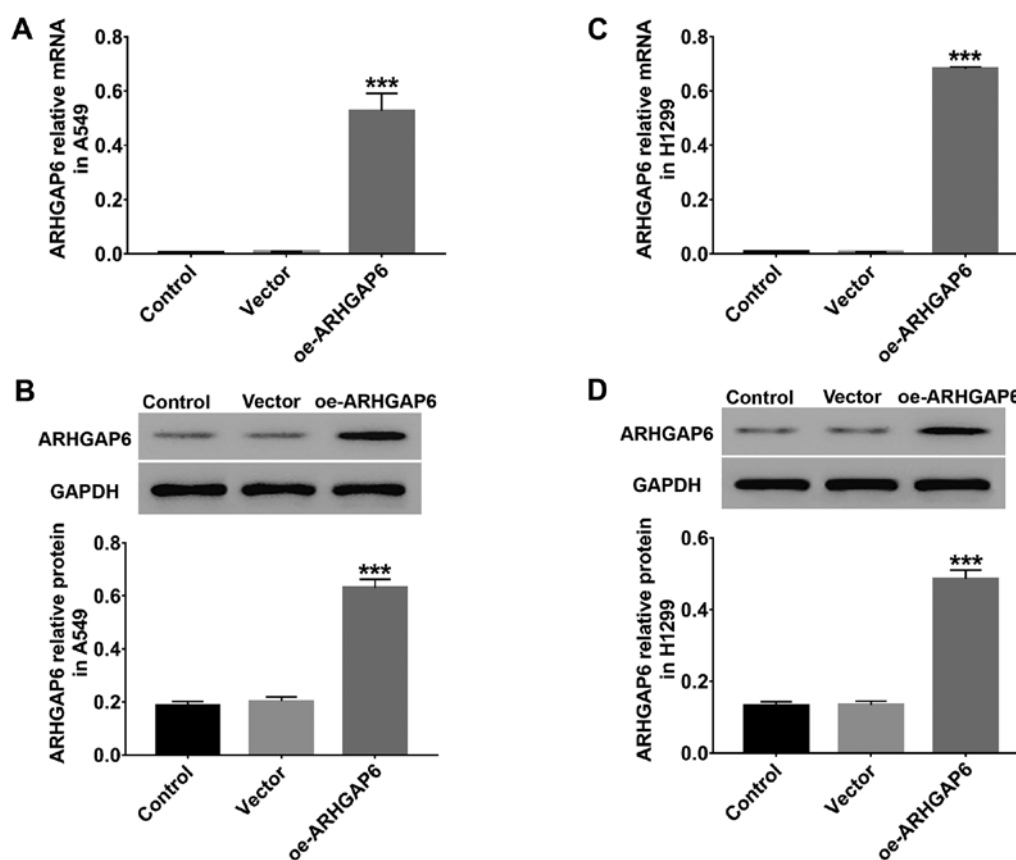 A
ARHGAP6 relative mRNA
in A549
0.8
0.6
0.4
0.2
0.0
***
Control
Vector
oe-ARHGAP6
C
ARHGAP6 relative mRNA
in H1299
0.8
0.6
0.4
0.2
0.0
***
Control
Vector
oe-ARHGAP6
B
Control Vector oe-ARHGAP6
ARHGAP6
GAPDH
ARHGAP6 relative protein
in A549
0.8
0.6
0.4
0.2
0.0
***
Control
Vector
oe-ARHGAP6
D
Control Vector oe-ARHGAP6
ARHGAP6
GAPDH
ARHGAP6 relative protein
in H1299
0.6
0.4
0.2
0.0
***
Control
Vector
oe-ARHGAP6